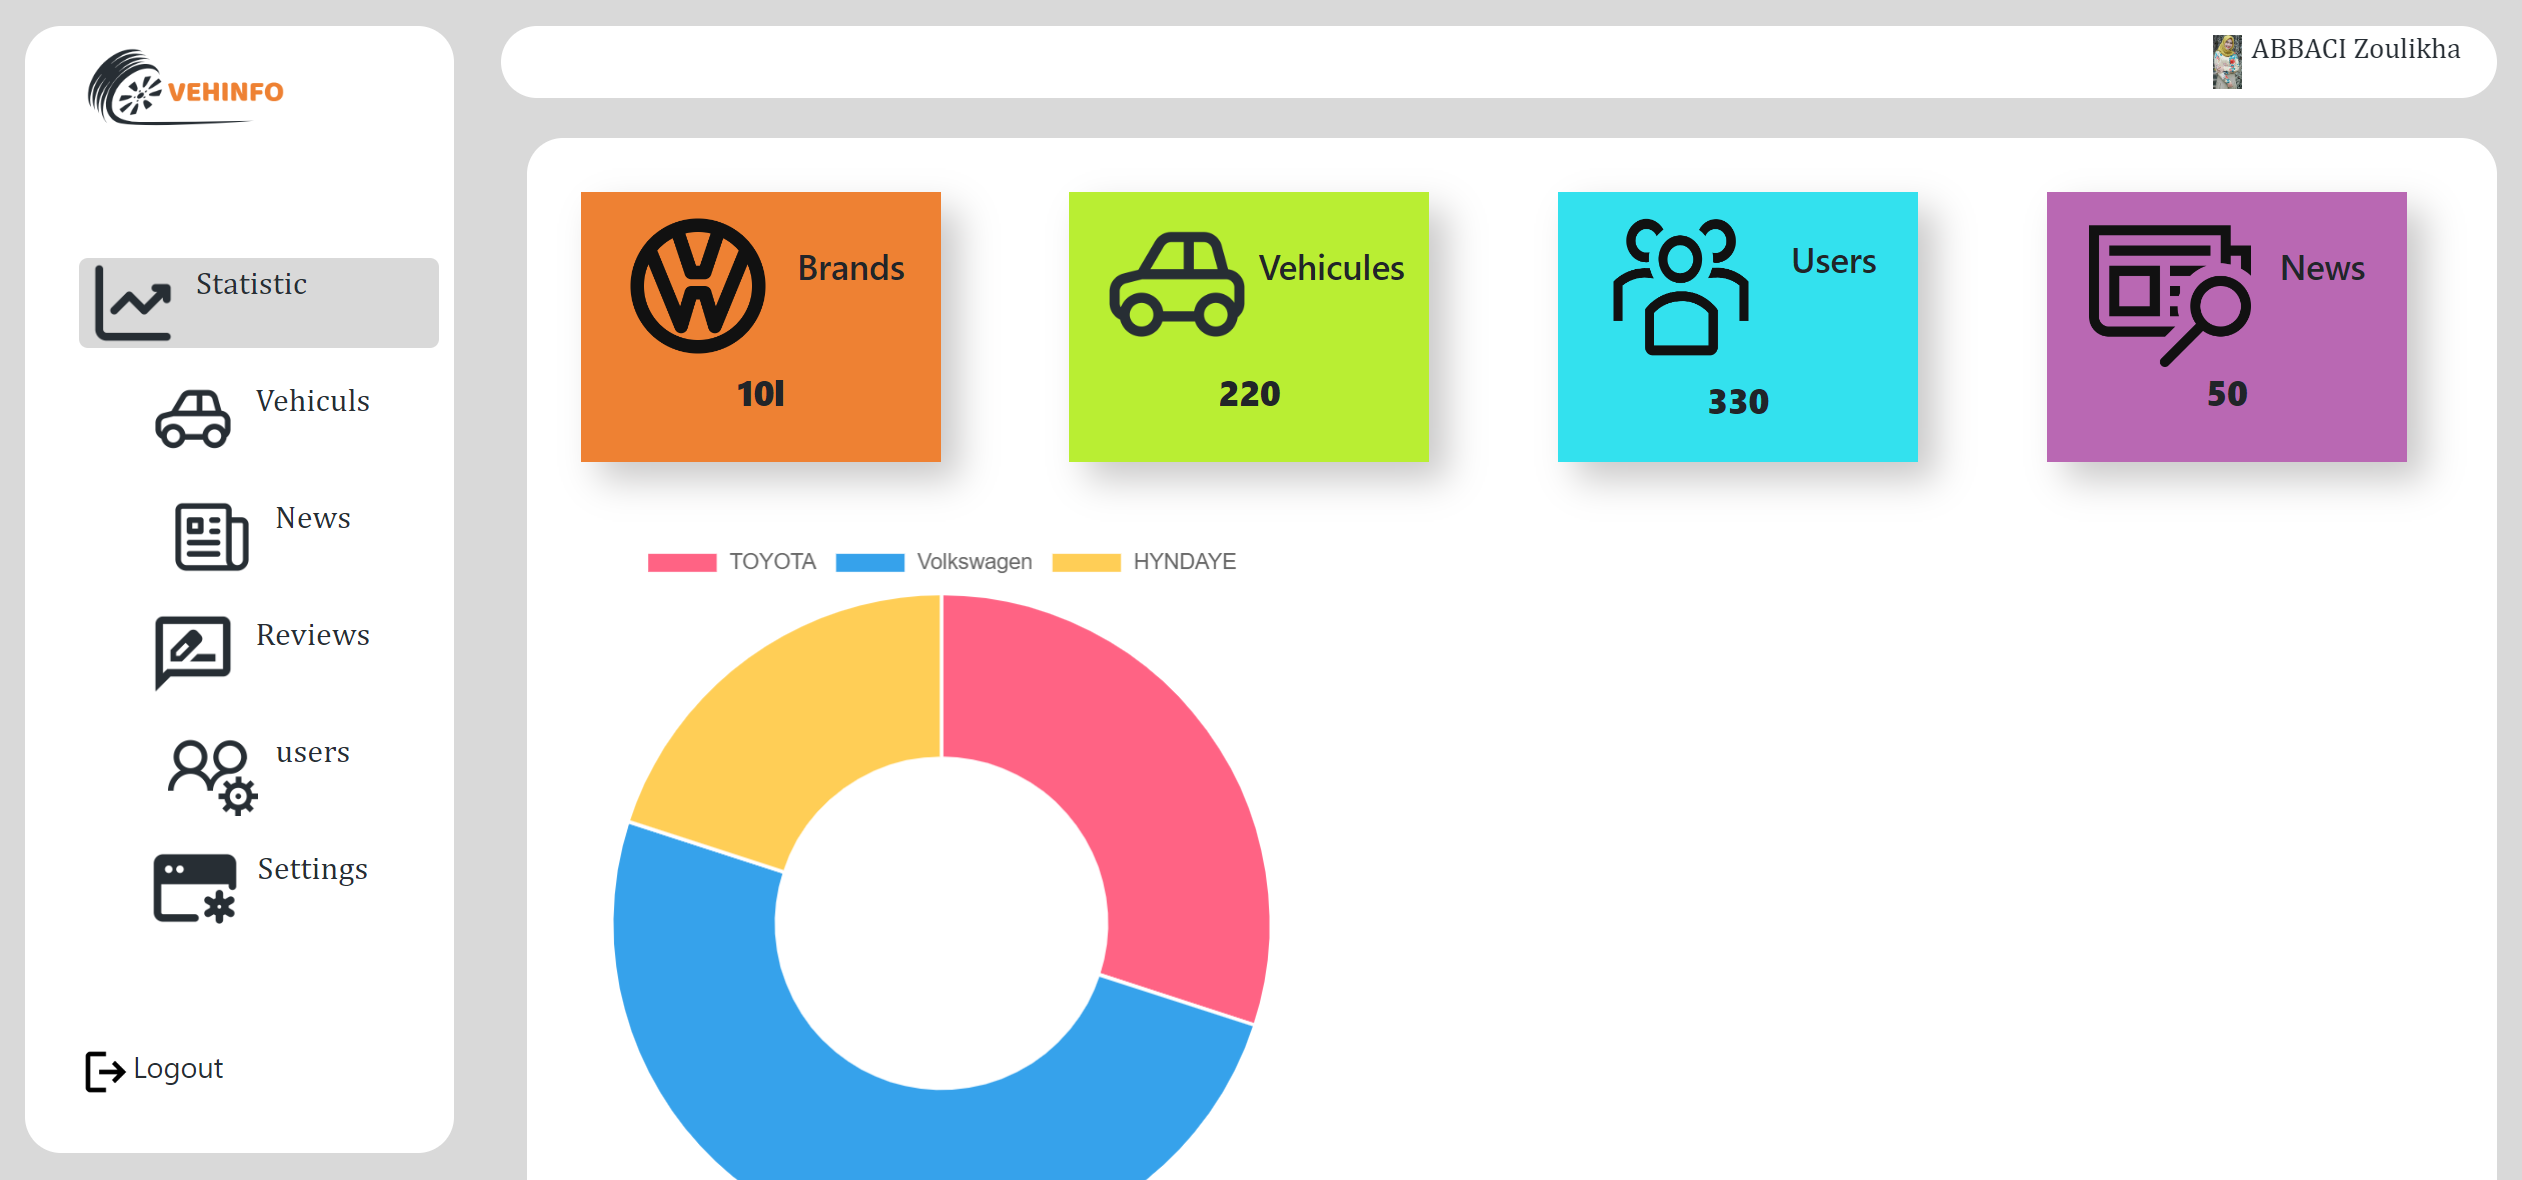 VEHINFO
ABBACI Zoulikha
Statistic
Vehiculs
News
Reviews
users
Settings
Logout
Brands
10l
Vehicules
220
Users
330
News
50
TOYOTA Volkswagen HYNDAYE